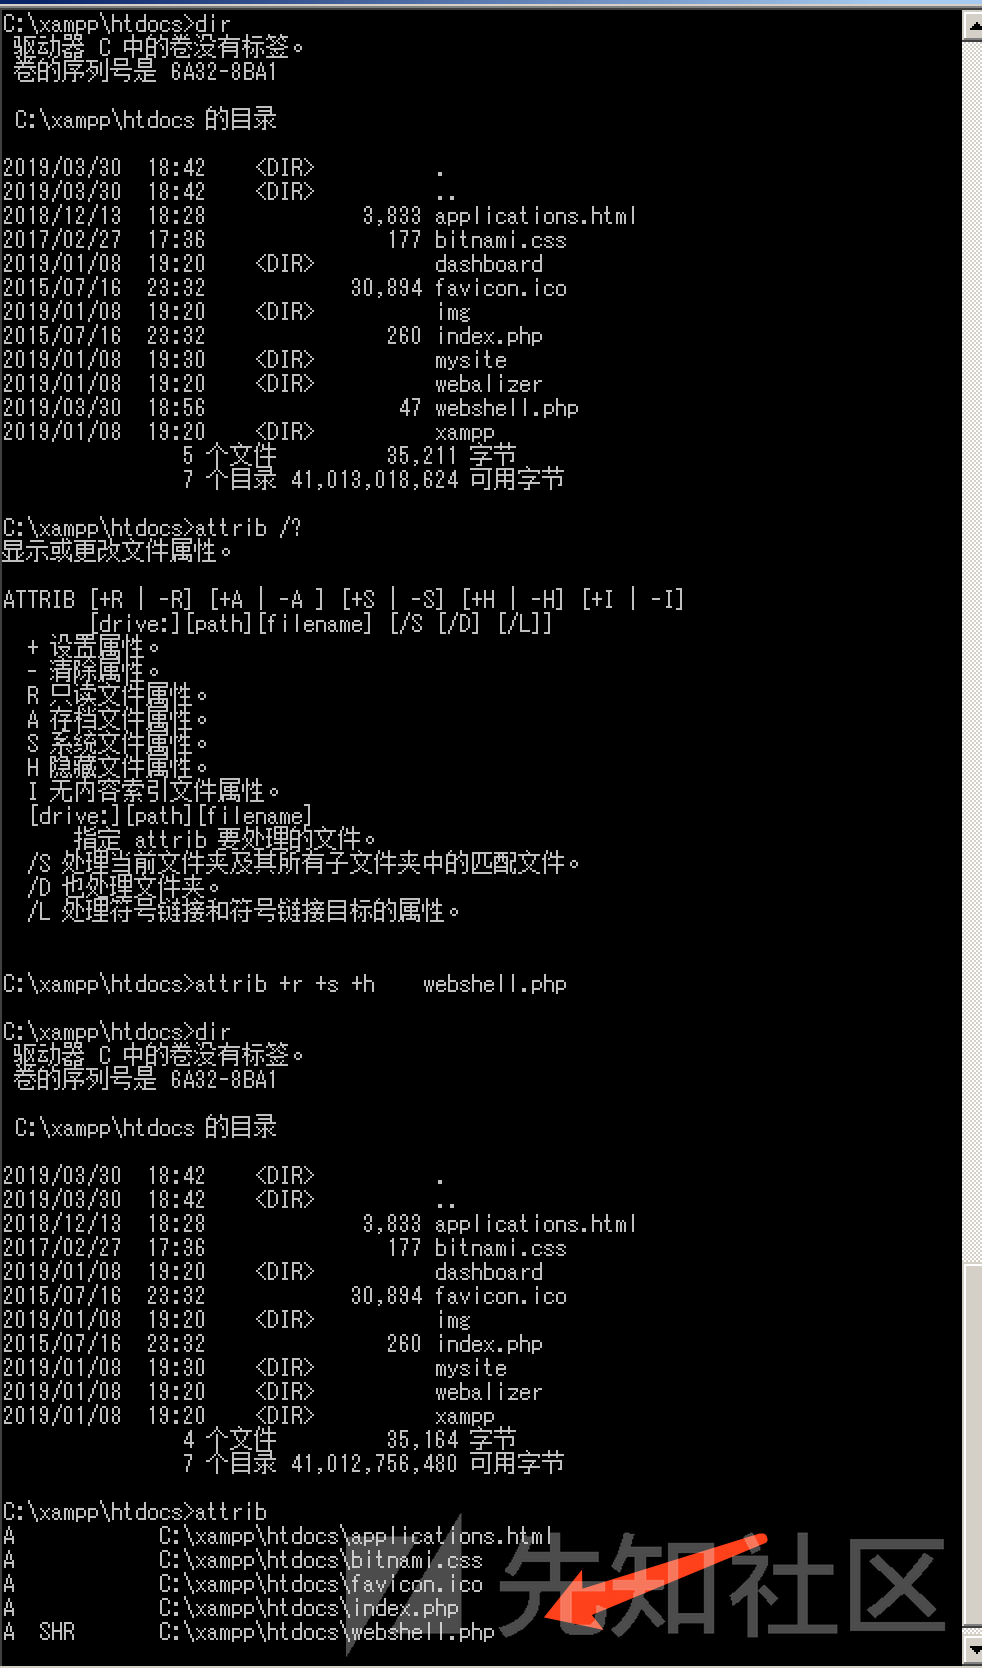 C:\xampp\htdocs>dir
驱动器 C 中的卷没有标签。
卷的序列号是 6A32-8BA1
C:\xampp\htdocs 的目录
2019/03/30  18:42    <DIR>          .
2019/03/30  18:42    <DIR>          ..
2018/12/13  18:28             3,833 applications.html
2017/02/27  17:36               177 bitnami.css
2019/01/08  19:20    <DIR>          dashboard
2015/07/16  23:32            30,894 favicon.ico
2019/01/08  19:20    <DIR>          img
2015/07/16  23:32               260 index.php
2019/01/08  19:30    <DIR>          mysite
2019/01/08  19:20    <DIR>          webalizer
2019/03/30  18:56                47 webshell.php
2019/01/08  19:20    <DIR>          xampp
5 个文件         35,211 字节
7 个目录 41,013,018,624 可用字节
C:\xampp\htdocs>attrib /?
显示或更改文件属性。
ATTRIB [+R | -R] [+A | -A ] [+S | -S] [+H | -H] [+I | -I]
[drive:][path][filename] [/S [/D] [/L]]
+ 设置属性。
- 清除属性。
R 只读文件属性。
A 存档文件属性。
S 系统文件属性。
H 隐藏文件属性。
I 无内容索引文件属性。
[drive:][path][filename]
指定 attrib 要处理的文件。
/S 处理当前文件夹及其所有子文件夹中的匹配文件。
/D 也处理文件夹。
/L 处理符号链接和符号链接目标的属性。
C:\xampp\htdocs>attrib +r +s +h    webshell.php
C:\xampp\htdocs>dir
驱动器 C 中的卷没有标签。
卷的序列号是 6A32-8BA1
C:\xampp\htdocs 的目录
2019/03/30  18:42    <DIR>          .
2019/03/30  18:42    <DIR>          ..
2018/12/13  18:28             3,833 applications.html
2017/02/27  17:36               177 bitnami.css
2019/01/08  19:20    <DIR>          dashboard
2015/07/16  23:32            30,894 favicon.ico
2019/01/08  19:20    <DIR>          img
2015/07/16  23:32               260 index.php
2019/01/08  19:30    <DIR>          mysite
2019/01/08  19:20    <DIR>          webalizer
2019/01/08  19:20    <DIR>          xampp
4 个文件         35,164 字节
7 个目录 41,012,756,480 可用字节
C:\xampp\htdocs>attrib
A            C:\xampp\htdocs\applications.html
A            C:\xampp\htdocs\bitnami.css
A            C:\xampp\htdocs\favicon.ico
A            C:\xampp\htdocs\index.php
A  SHR       C:\xampp\htdocs\webshell.php
先知社区